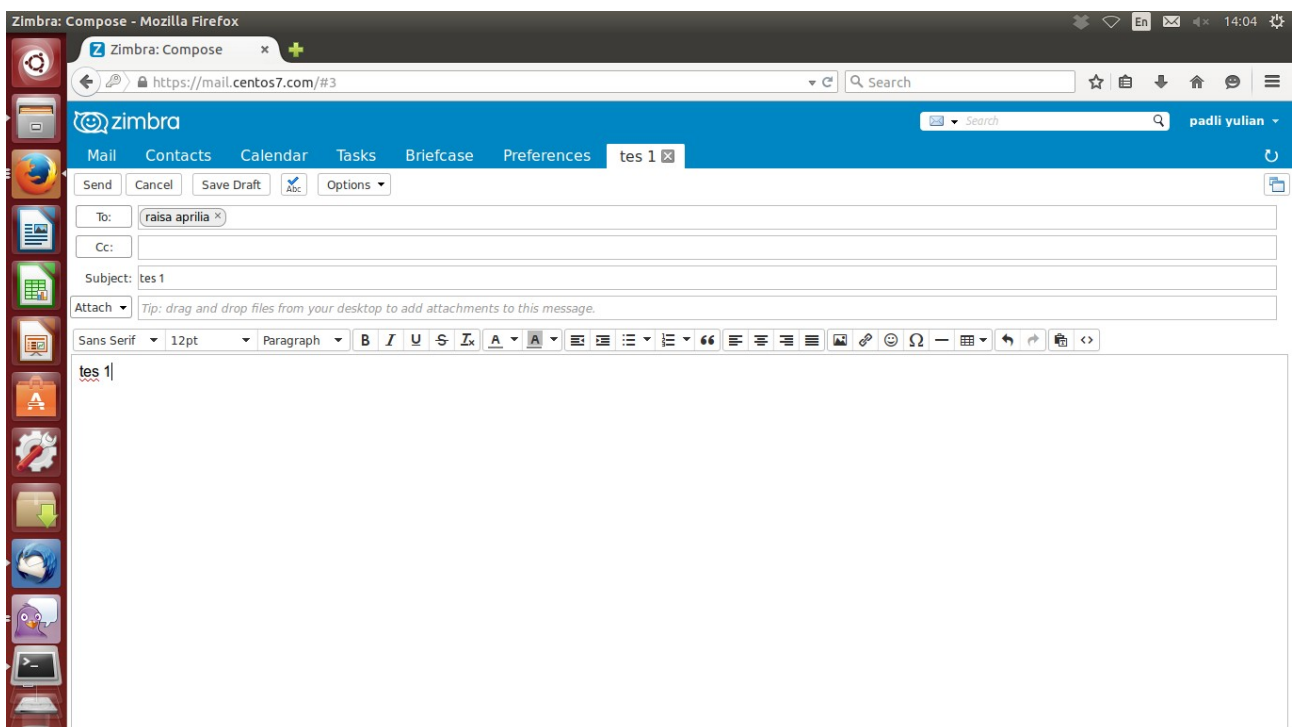 Zimbra: Compose - Mozilla Firefox En 14:04
Zimbra: Compose
https://mail.centos7.com/#3 Search
zimbra Search padli yulian
Mail Contacts Calendar Tasks Briefcase Preferences tes 1
Send Cancel Save Draft Abc Options
To: raisa aprilia
Cc:
Subject: tes 1
Attach Tip: drag and drop files from your desktop to add attachments to this message.
Sans Serif 12pt Paragraph B I U S Ix A A
tes 1